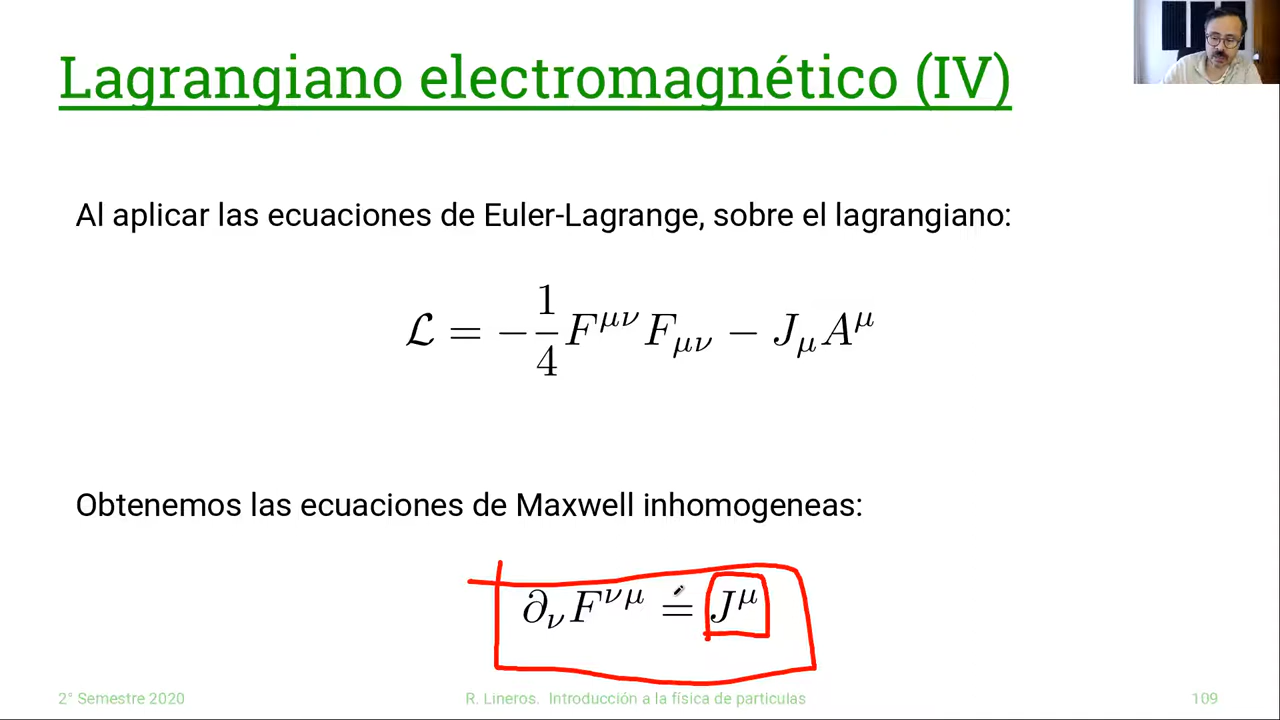 Lagrangiano electromagnético (IV)
Al aplicar las ecuaciones de Euler-Lagrange, sobre el lagrangiano:
ℒ = −1/4 F^{μν} F_{μν} − J_μ A^μ
Obtenemos las ecuaciones de Maxwell inhomogeneas:
∂_ν F^{νμ} = J^μ
2° Semestre 2020
R. Lineros. Introducción a la física de particulas
109